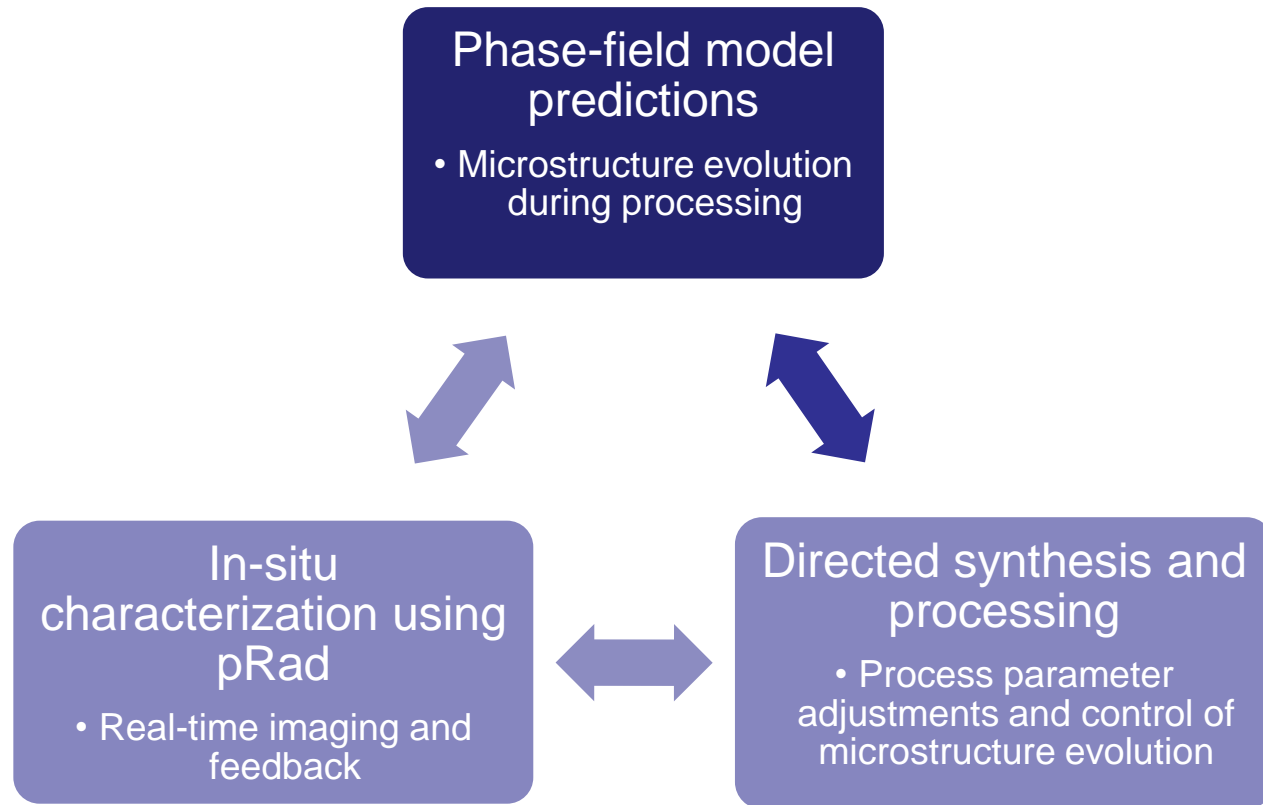 Phase-field model
predictions
• Microstructure evolution
during processing
In-situ
characterization using
pRad
• Real-time imaging and
feedback
Directed synthesis and
processing
• Process parameter
adjustments and control of
microstructure evolution